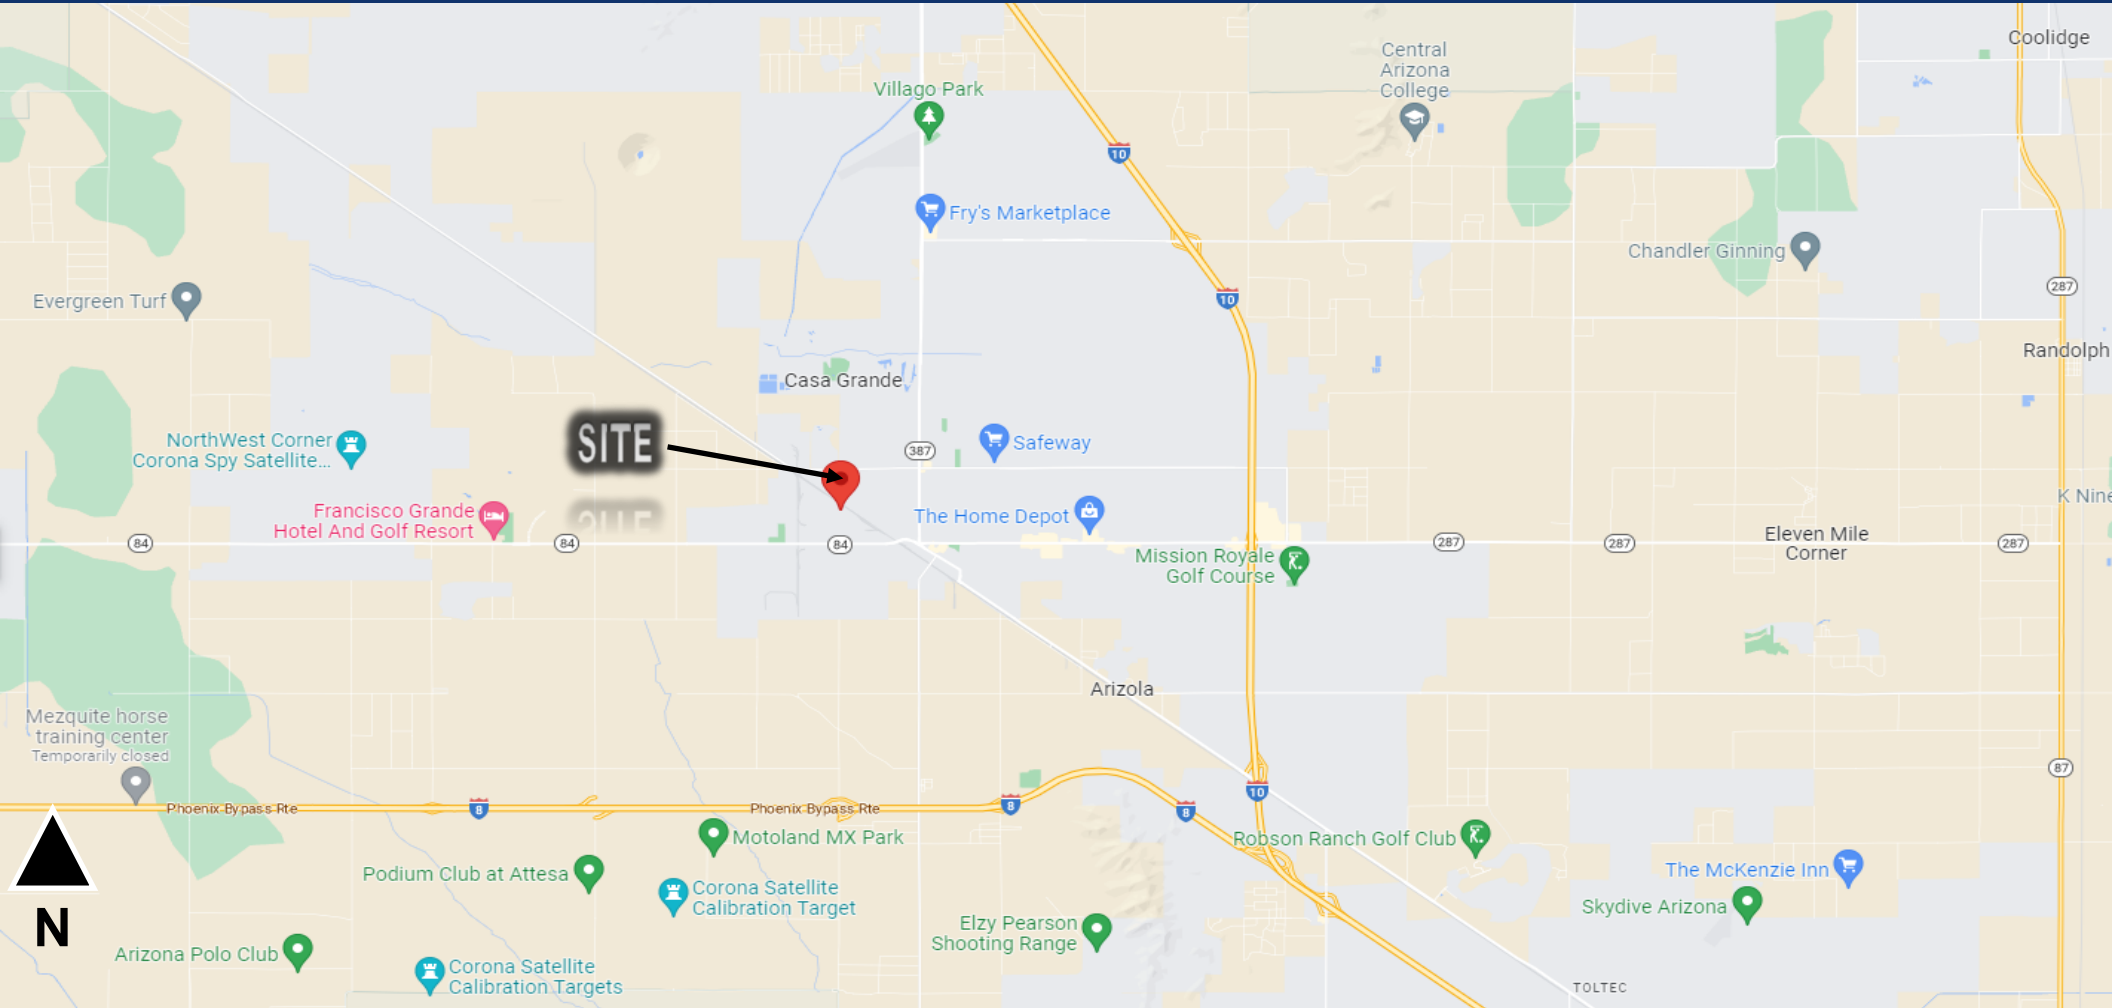 Coolidge
Central
Arizona
College
Villago Park
10
Fry's Marketplace
Chandler Ginning
287
Evergreen Turf
10
Randolph
Casa Grande
SITE
NorthWest Corner
Corona Spy Satellite...
387
Safeway
K Nine
Francisco Grande
Hotel And Golf Resort
The Home Depot
84
84
84
287
287
Eleven Mile
Corner
287
Mission Royale
Golf Course
Arizola
Mezquite horse
training center
Temporarily closed
87
10
Phoenix Bypass Rte
8
Phoenix Bypass Rte
8
8
Motoland MX Park
Robson Ranch Golf Club
Podium Club at Attesa
The McKenzie Inn
Corona Satellite
Calibration Target
Skydive Arizona
N
Elzy Pearson
Shooting Range
Arizona Polo Club
Corona Satellite
Calibration Targets
TOLTEC